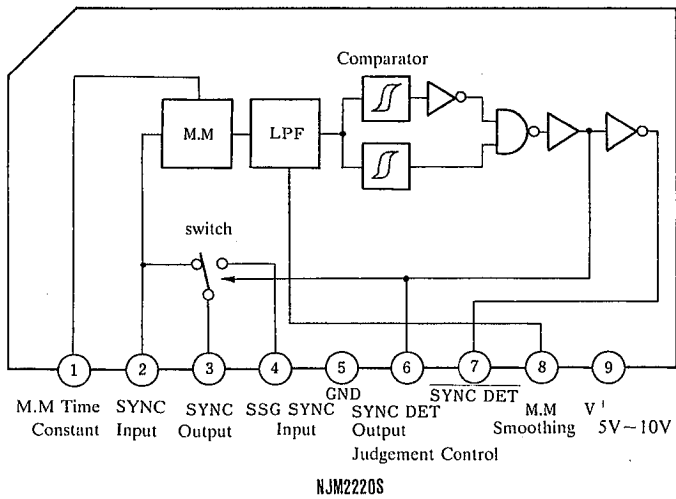 Comparator
M.M
LPF
switch
1 2 3 4 5 6 7 8 9
M.M Time Constant
SYNC Input
SYNC Output
SSG SYNC Input
GND
SYNC DET Output
Judgement Control
SYNC DET
M.M Smoothing
V
5V~10V
NJM2220S